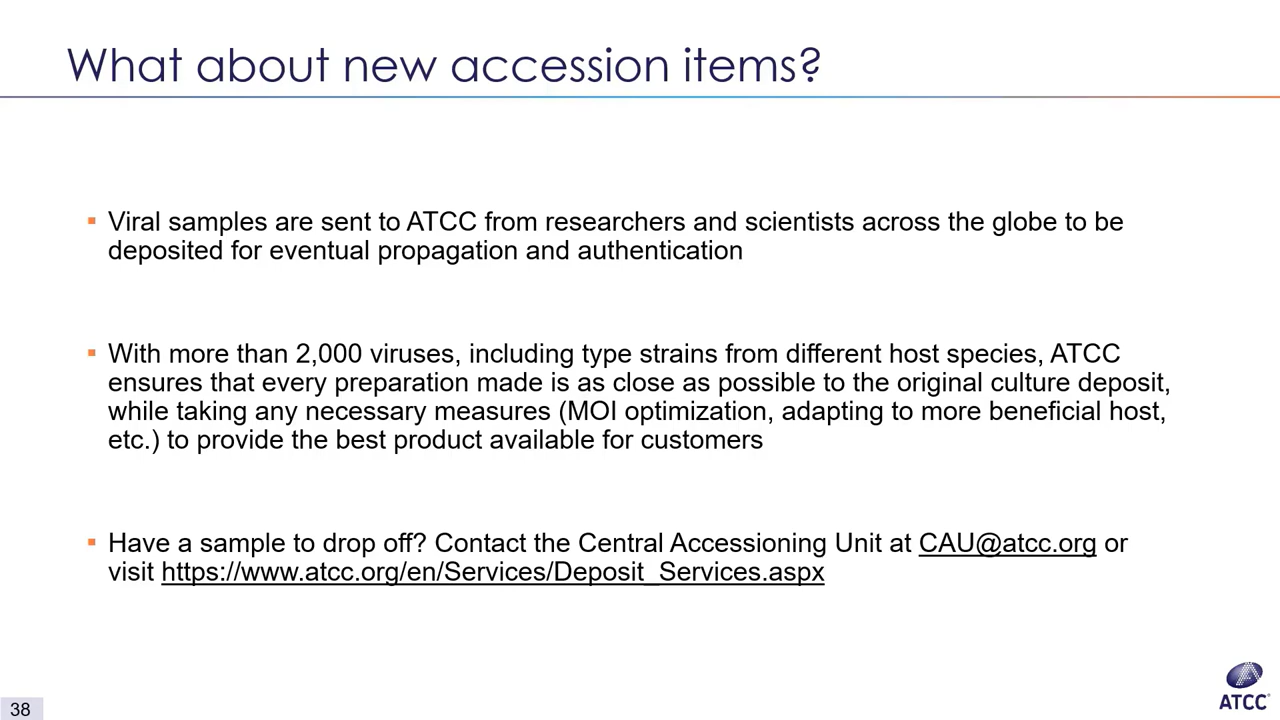 What about new accession items?
▪ Viral samples are sent to ATCC from researchers and scientists across the globe to be
deposited for eventual propagation and authentication
▪ With more than 2,000 viruses, including type strains from different host species, ATCC
ensures that every preparation made is as close as possible to the original culture deposit,
while taking any necessary measures (MOI optimization, adapting to more beneficial host,
etc.) to provide the best product available for customers
▪ Have a sample to drop off? Contact the Central Accessioning Unit at CAU@atcc.org or
visit https://www.atcc.org/en/Services/Deposit_Services.aspx
38
ATCC